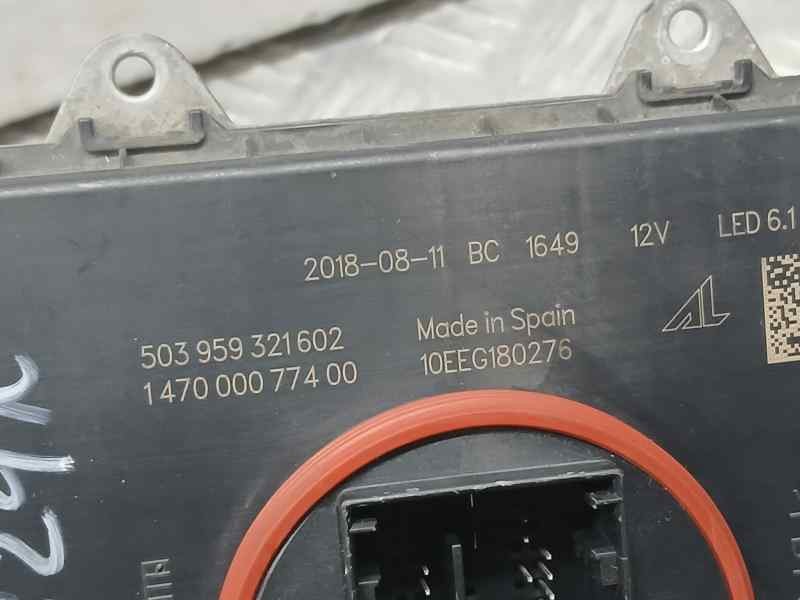 2018-08-11 BC 1649 12V LED 6.1
503 959 321 602
1 470 000 774 00
Made in Spain
10EEG180276
AL